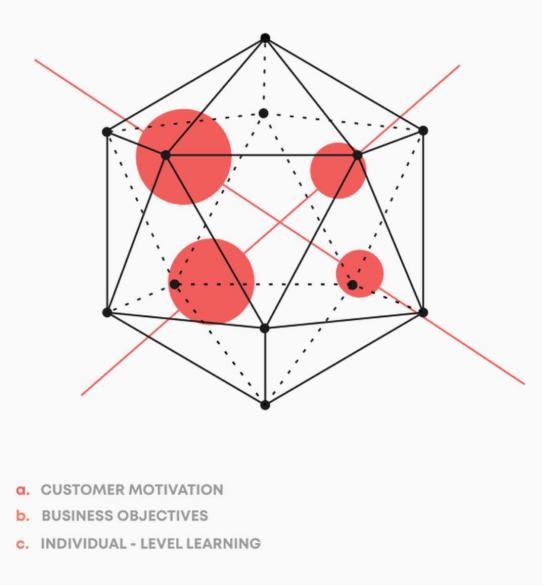 a. CUSTOMER MOTIVATION
b. BUSINESS OBJECTIVES
c. INDIVIDUAL - LEVEL LEARNING